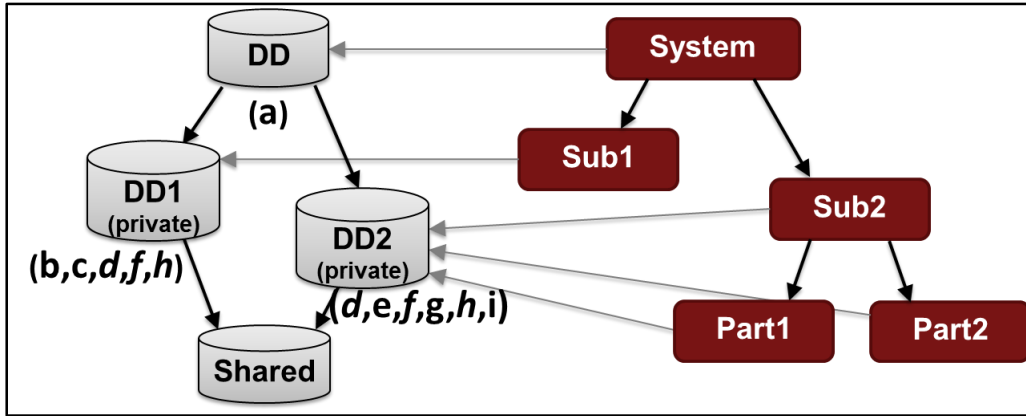 DD
(a)
System
DD1
(private)
(b,c,d,f,h)
Sub1
DD2
(private)
(d,e,f,g,h,i)
Sub2
Shared
Part1
Part2